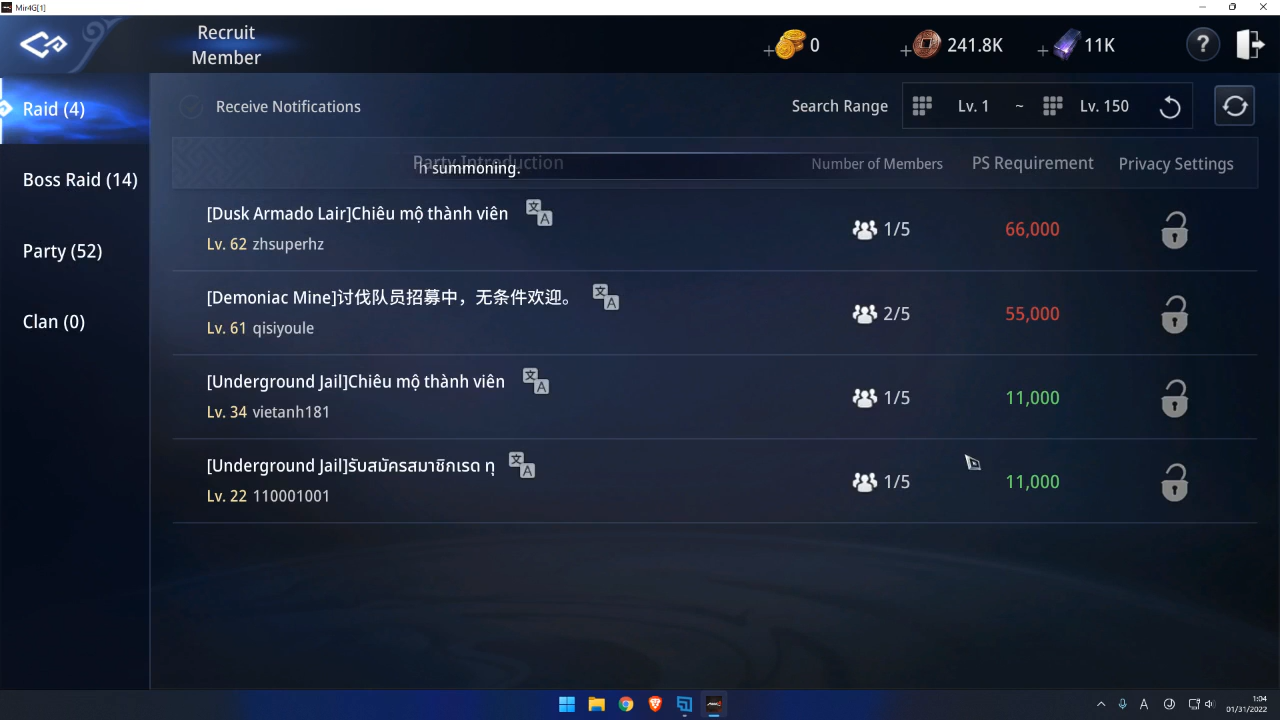 Mir4G[1]
Recruit
Member
0
241.8K
11K
?
Raid (4)
Boss Raid (14)
Party (52)
Clan (0)
Receive Notifications
Search Range
Lv. 1 ~ Lv. 150
Party Introduction
Number of Members
PS Requirement
Privacy Settings
summoning.
[Dusk Armado Lair]Chiêu mộ thành viên
Lv. 62 zhsuperhz
1/5
66,000
[Demoniac Mine]讨伐队员招募中，无条件欢迎。
Lv. 61 qisiyoule
2/5
55,000
[Underground Jail]Chiêu mộ thành viên
Lv. 34 vietanh181
1/5
11,000
[Underground Jail]รับสมัครสมาชิกเรด ทุ
Lv. 22 110001001
1/5
11,000
A
1:04
01/31/2022